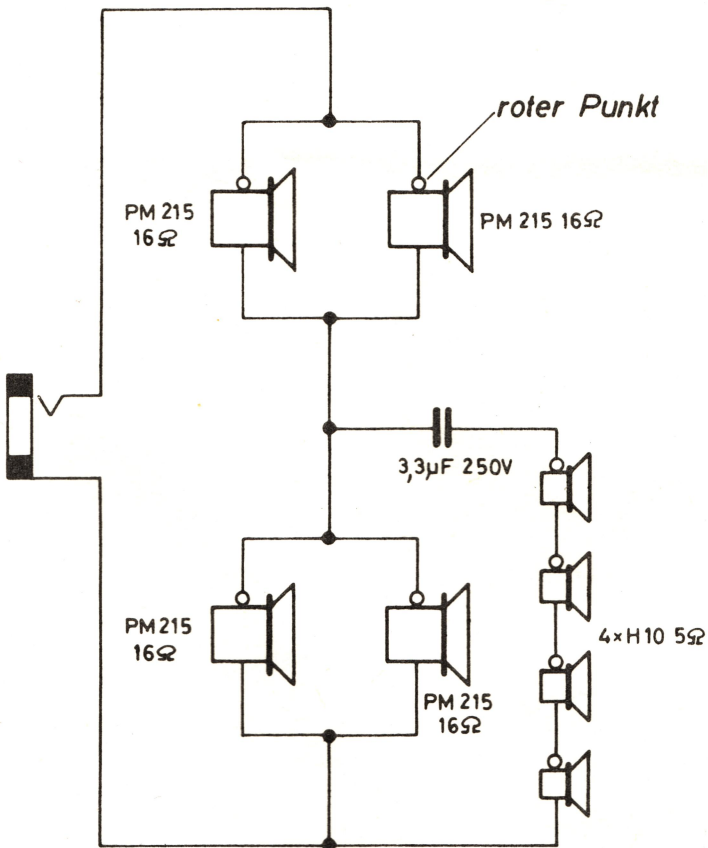 roter Punkt
PM 215
16Ω
PM 215 16Ω
3,3µF 250V
4×H10 5Ω
PM 215
16Ω
PM 215
16Ω